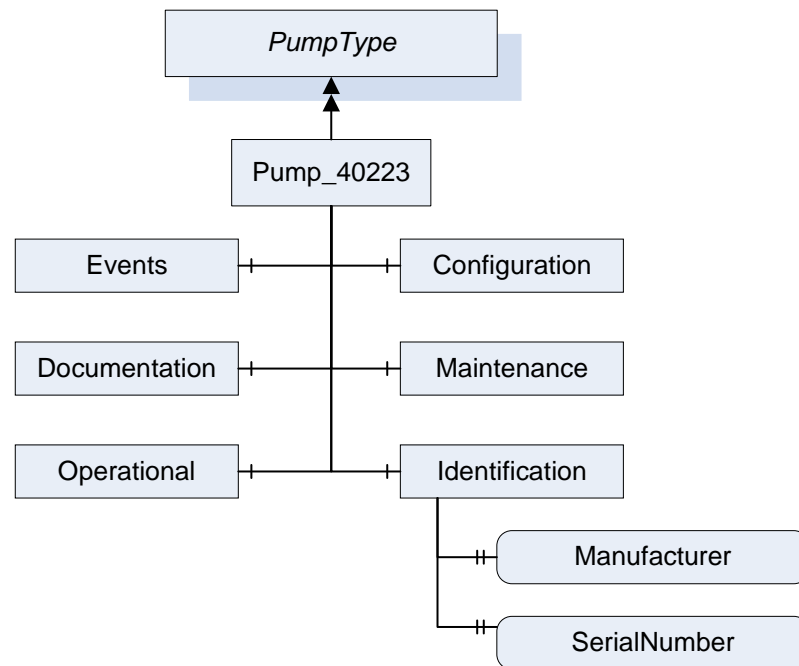 PumpType
Pump_40223
Events
Configuration
Documentation
Maintenance
Operational
Identification
Manufacturer
SerialNumber